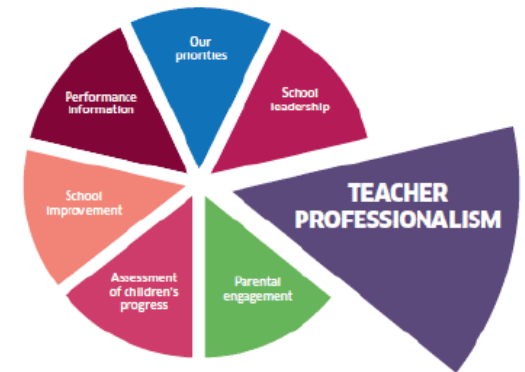 Our
priorities
School
leadership
TEACHER
PROFESSIONALISM
Parental
engagement
Assessment
of children's
progress
School
improvement
Performance
information